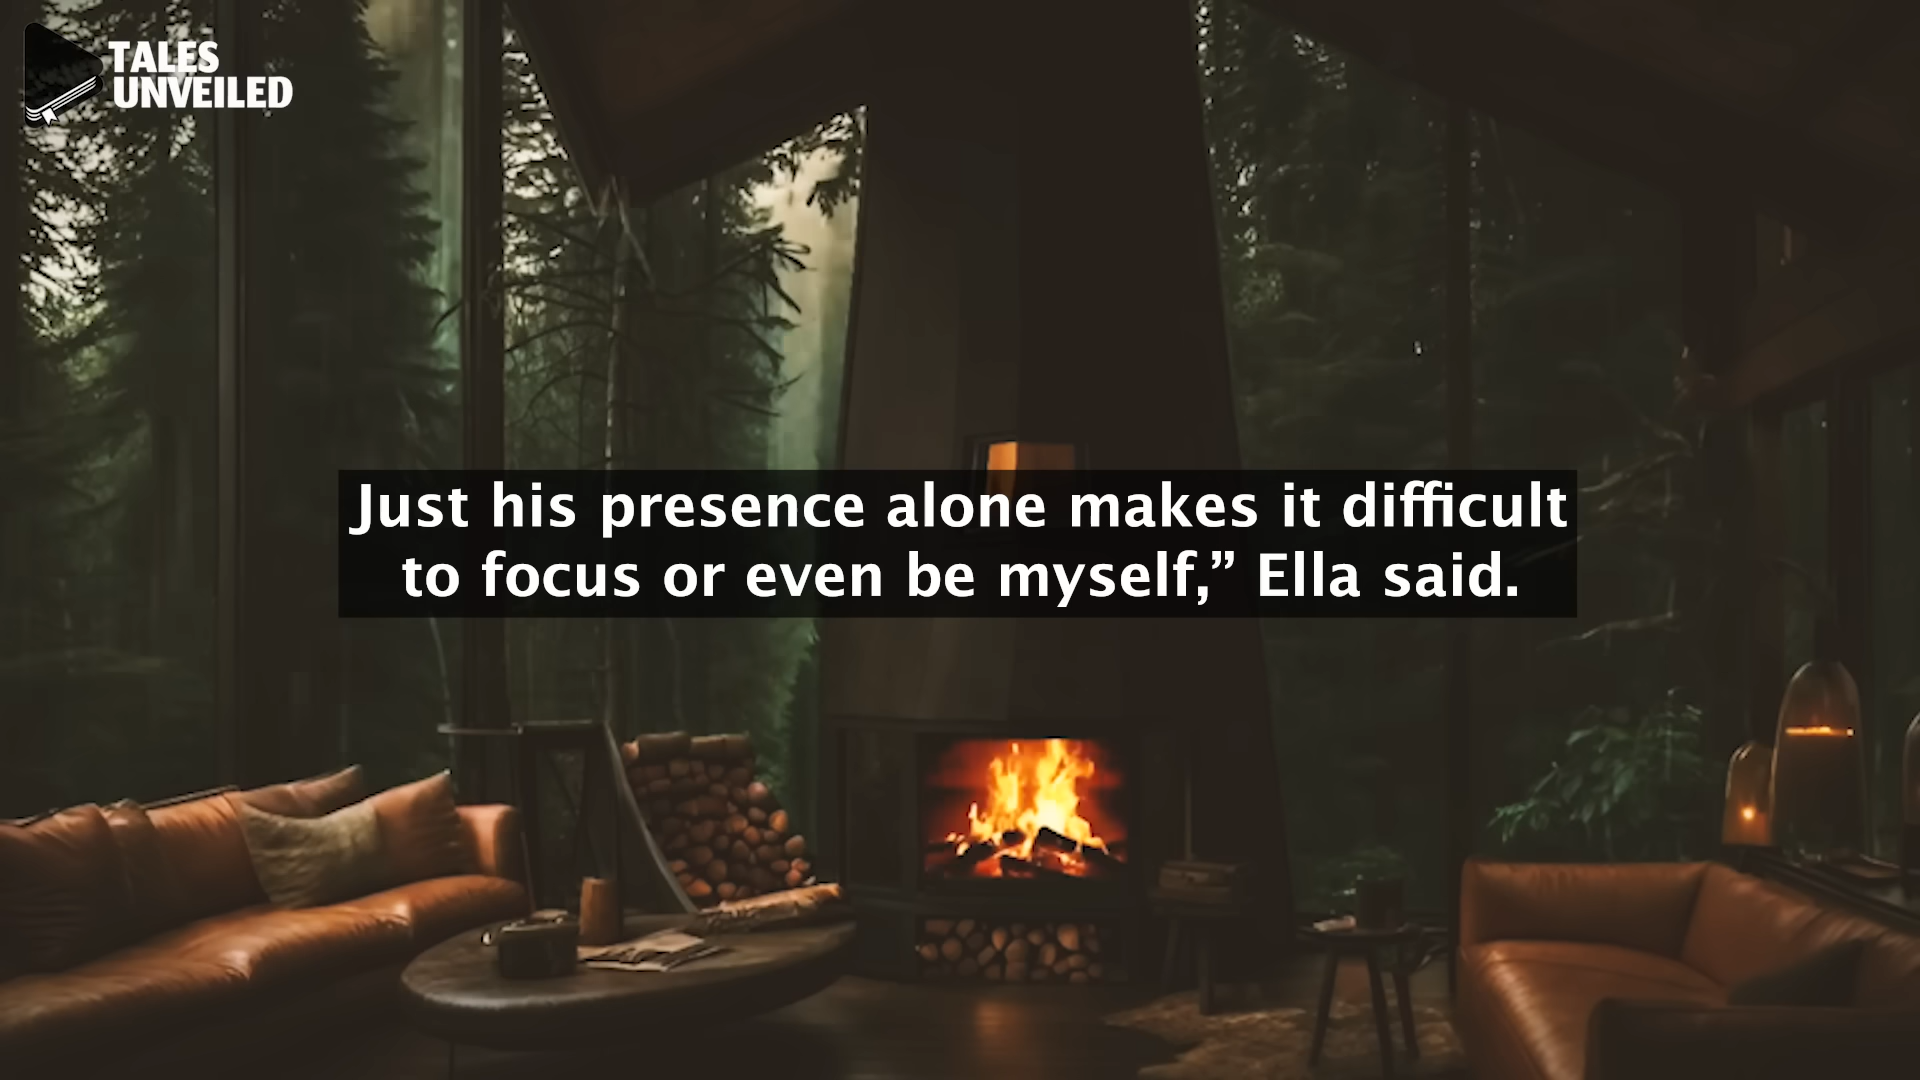 TALES
UNVEILED
Just his presence alone makes it difficult
to focus or even be myself,” Ella said.